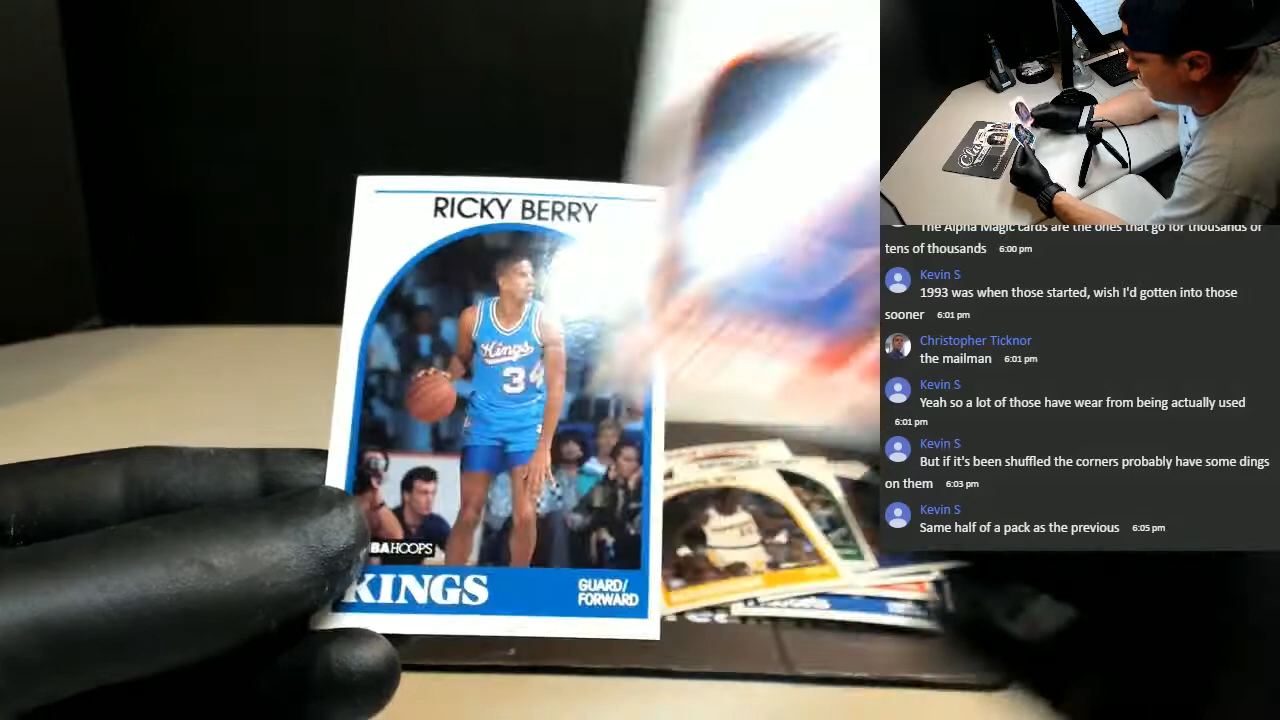 RICKY BERRY
Kings
34
BAHOOPS
KINGS
GUARD/
FORWARD
The Alpha Magic cards are the ones that go for thousands or
tens of thousands 6:00 pm
Kevin S
1993 was when those started, wish I'd gotten into those
sooner 6:01 pm
Christopher Ticknor
the mailman 6:01 pm
Kevin S
Yeah so a lot of those have wear from being actually used
6:01 pm
Kevin S
But if it's been shuffled the corners probably have some dings
on them 6:03 pm
Kevin S
Same half of a pack as the previous 6:05 pm